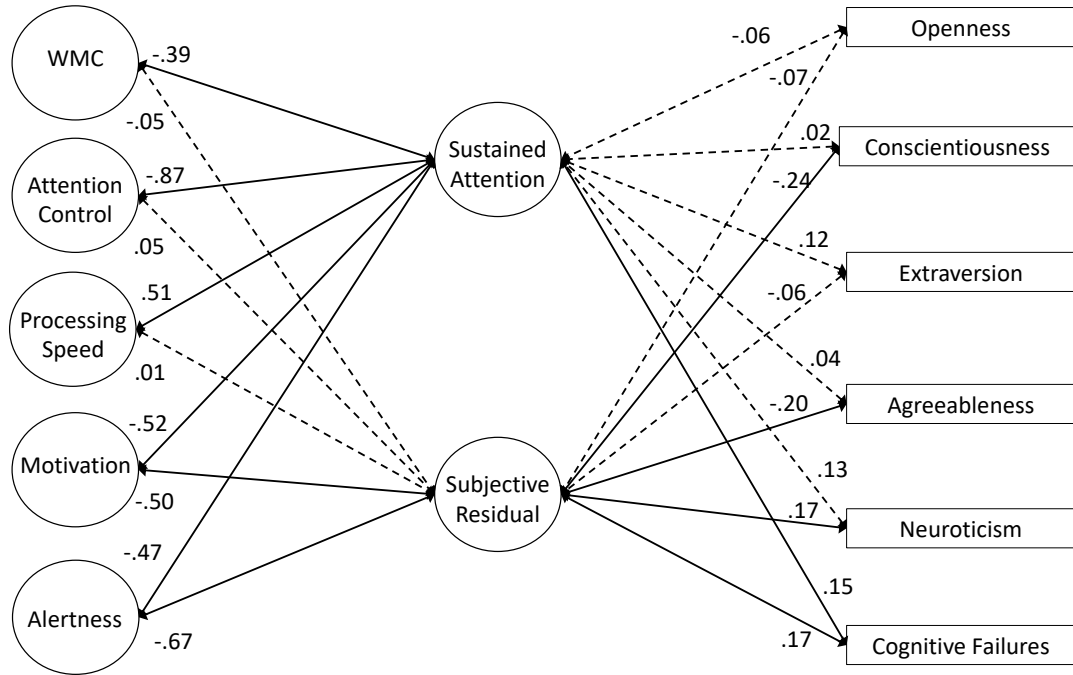 WMC
-.39
-.05
Attention
Control
-.87
.05
Processing
Speed
.51
.01
Motivation
-.52
-.50
Alertness
-.47
-.67
Sustained
Attention
Subjective
Residual
-.06
Openness
-.07
.02
Conscientiousness
-.24
.12
Extraversion
-.06
.04
Agreeableness
-.20
.13
Neuroticism
.17
.15
Cognitive Failures
.17